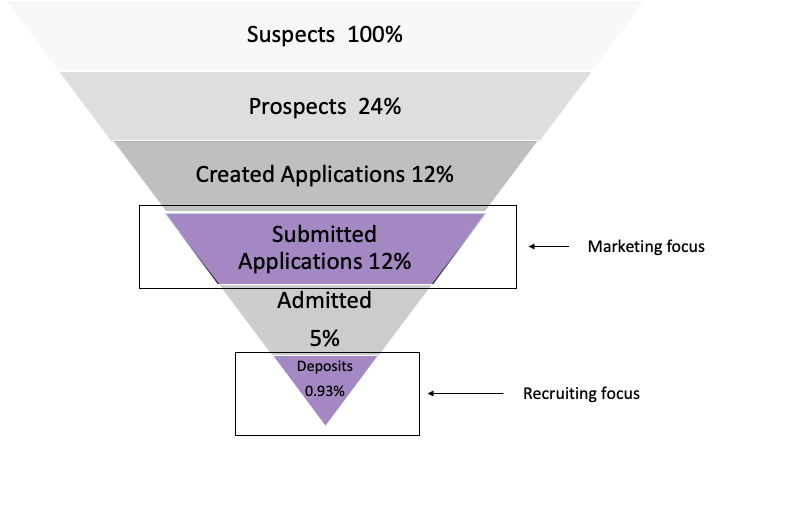 Suspects  100%
Prospects  24%
Created Applications 12%
Submitted
Applications 12%
Marketing focus
Admitted
5%
Deposits
0.93%
Recruiting focus